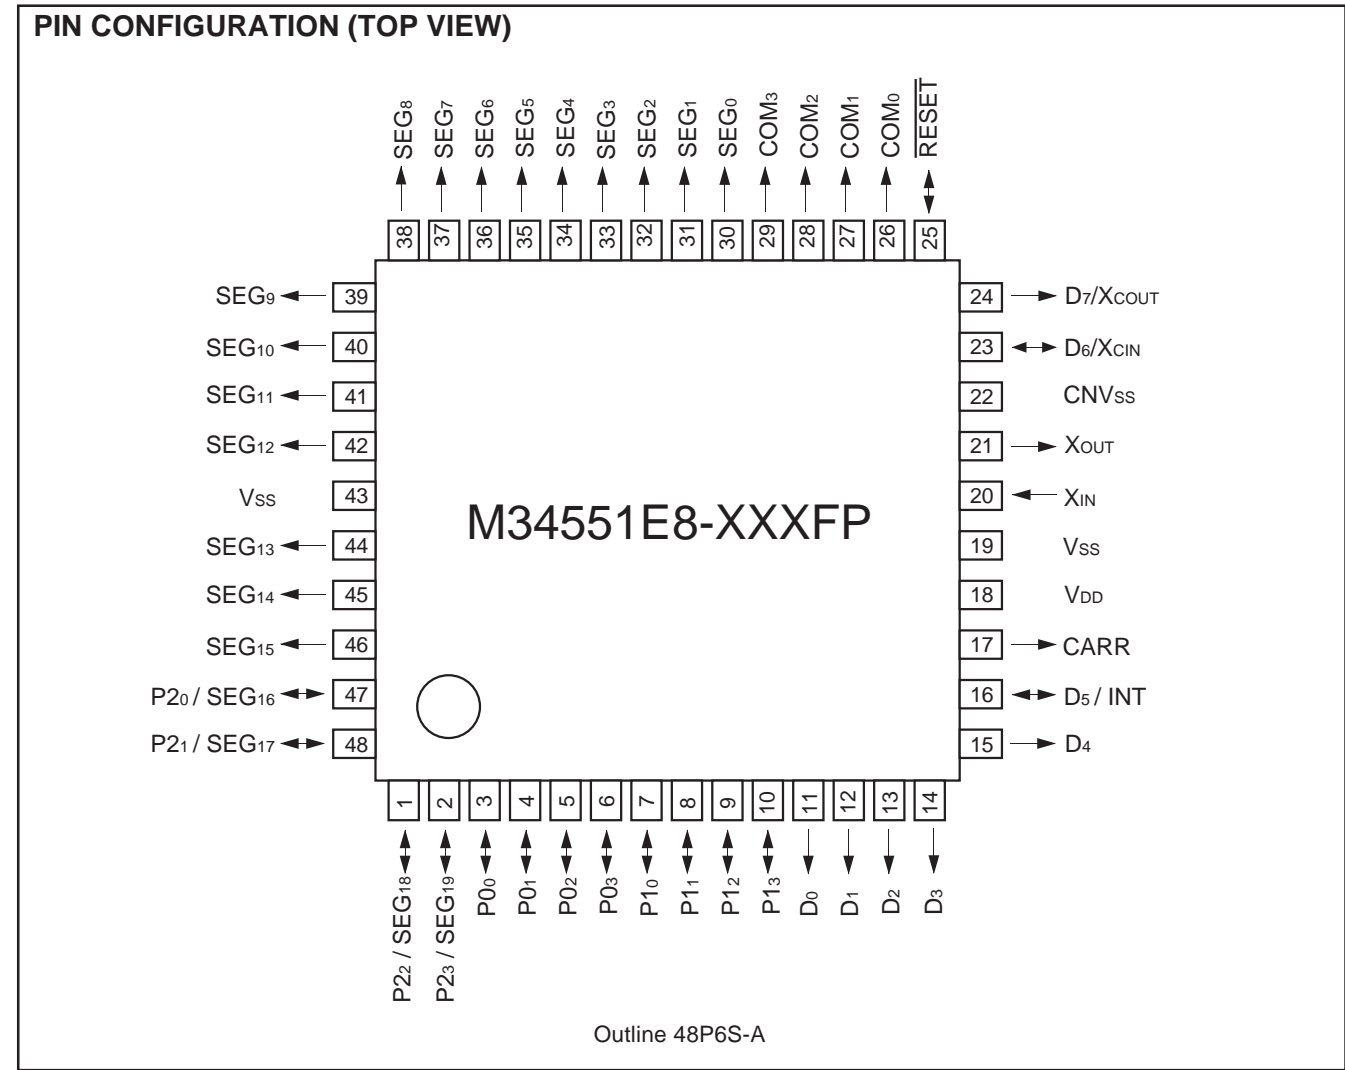 PIN CONFIGURATION (TOP VIEW)
SEG8
SEG7
SEG6
SEG5
SEG4
SEG3
SEG2
SEG1
SEG0
COM3
COM2
COM1
COM0
RESET
38
37
36
35
34
33
32
31
30
29
28
27
26
25
SEG9 39
SEG10 40
SEG11 41
SEG12 42
VSS 43
SEG13 44
SEG14 45
SEG15 46
P20 / SEG16 47
P21 / SEG17 48
M34551E8-XXXFP
24 D7/XCOUT
23 D6/XCIN
22 CNVSS
21 XOUT
20 XIN
19 VSS
18 VDD
17 CARR
16 D5 / INT
15 D4
1
2
3
4
5
6
7
8
9
10
11
12
13
14
P22 / SEG18
P23 / SEG19
P00
P01
P02
P03
P10
P11
P12
P13
D0
D1
D2
D3
Outline 48P6S-A